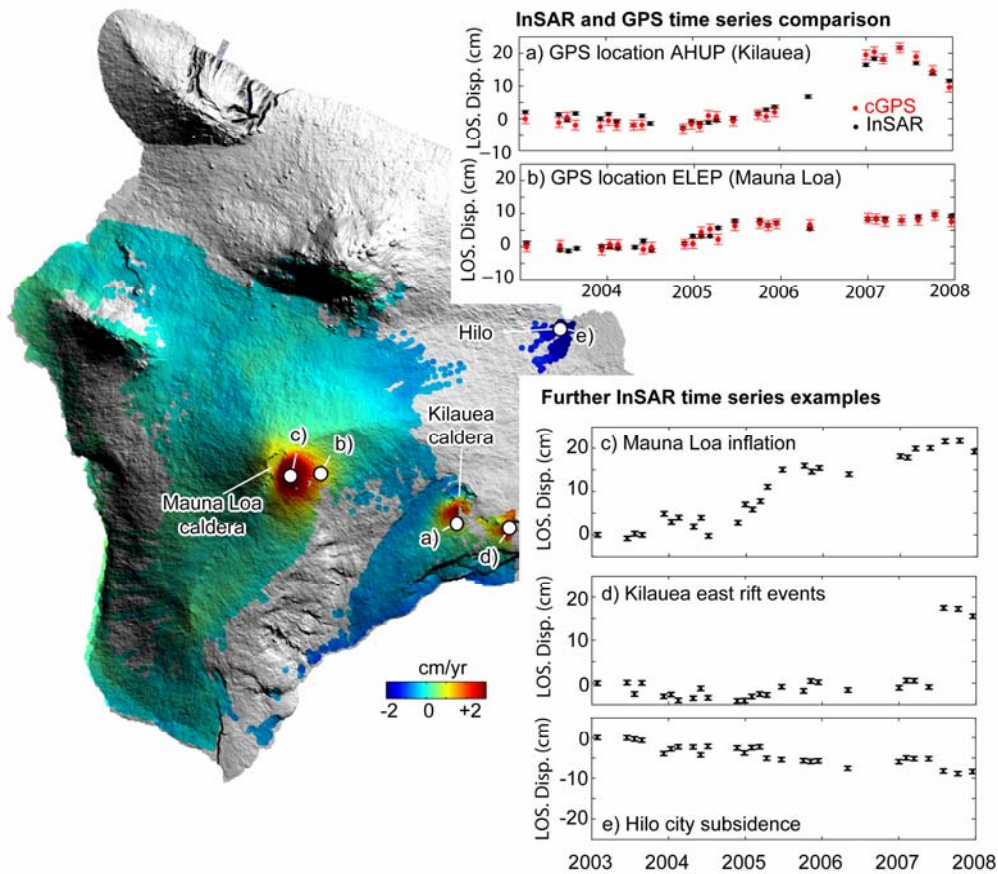 InSAR and GPS time series comparison
a) GPS location AHUP (Kilauea)
LOS. Disp. (cm)
20
10
0
−10
cGPS
InSAR
b) GPS location ELEP (Mauna Loa)
LOS. Disp. (cm)
20
10
0
−10
2004
2005
2006
2007
2008
Hilo
e)
Kilauea
caldera
c)
b)
Mauna Loa
caldera
a)
d)
cm/yr
-2
0
+2
Further InSAR time series examples
c) Mauna Loa inflation
LOS. Disp. (cm)
20
10
0
d) Kilauea east rift events
LOS. Disp. (cm)
20
10
0
LOS. Disp. (cm)
0
-10
-20
e) Hilo city subsidence
2003
2004
2005
2006
2007
2008